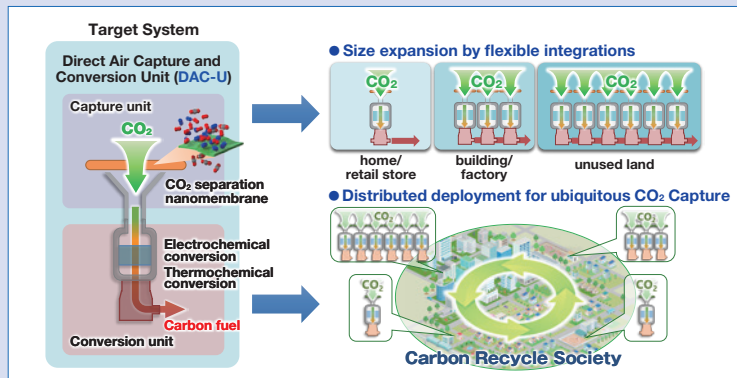 Target System
Direct Air Capture and
Conversion Unit (DAC-U)
Capture unit
CO₂
CO₂ separation
nanomembrane
Electrochemical
conversion
Thermochemical
conversion
Carbon fuel
Conversion unit
● Size expansion by flexible integrations
CO₂
CO₂
CO₂
home/
retail store
building/
factory
unused land
● Distributed deployment for ubiquitous CO₂ Capture
CO₂
CO₂
CO₂
CO₂
Carbon Recycle Society